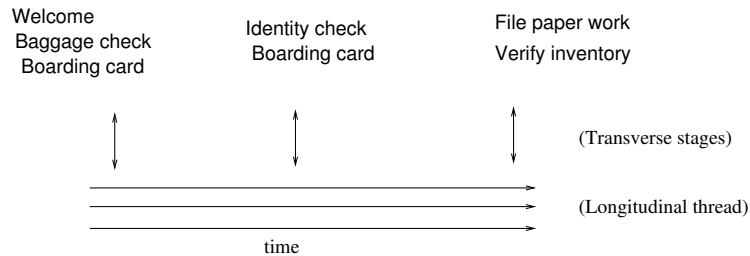 Welcome
Baggage check
Boarding card
Identity check
Boarding card
File paper work
Verify inventory
(Transverse stages)
(Longitudinal thread)
time